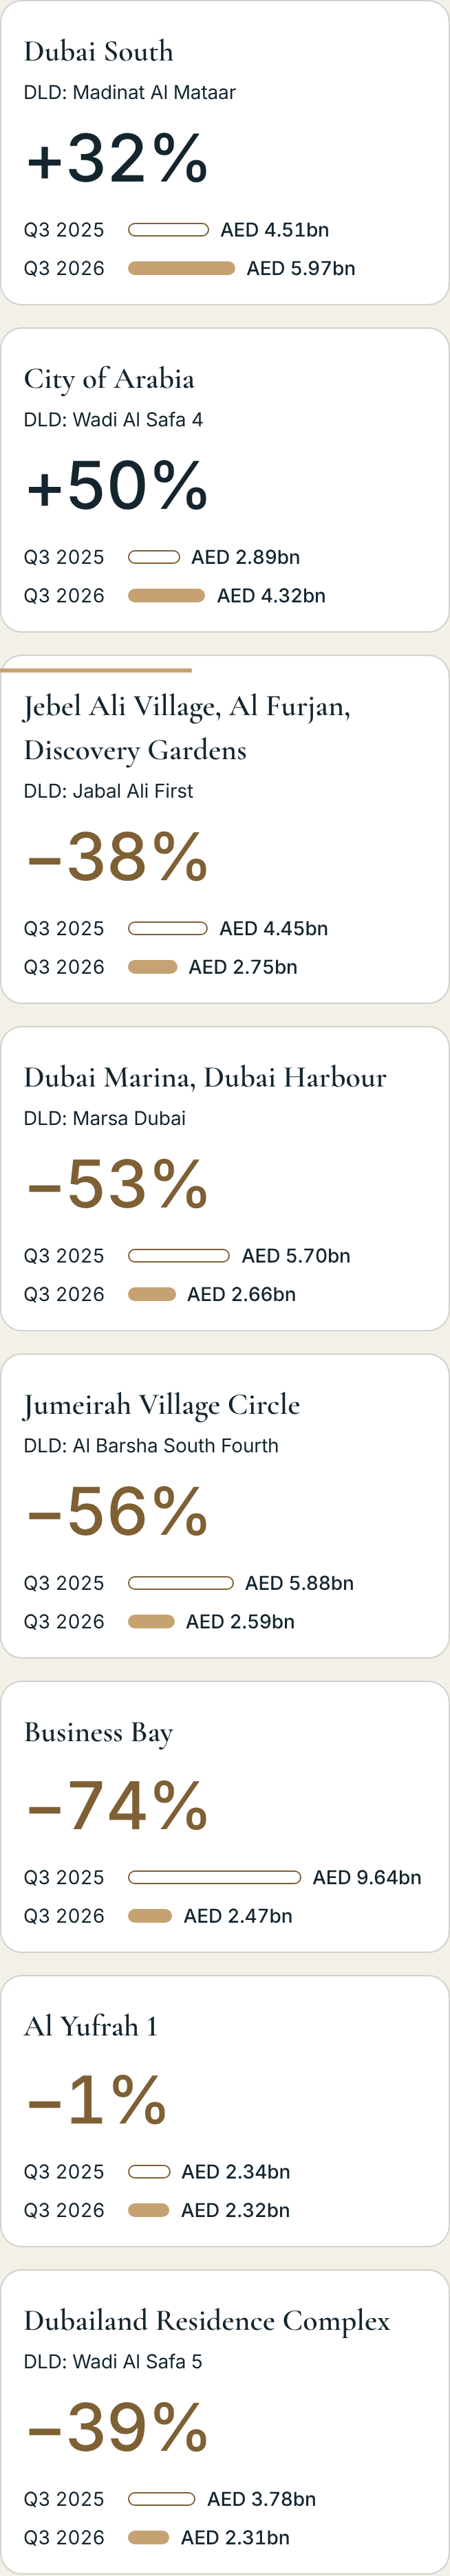 Dubai South
DLD: Madinat Al Mataar
+32%
Q3 2025 AED 4.51bn
Q3 2026 AED 5.97bn
City of Arabia
DLD: Wadi Al Safa 4
+50%
Q3 2025 AED 2.89bn
Q3 2026 AED 4.32bn
Jebel Ali Village, Al Furjan,
Discovery Gardens
DLD: Jabal Ali First
−38%
Q3 2025 AED 4.45bn
Q3 2026 AED 2.75bn
Dubai Marina, Dubai Harbour
DLD: Marsa Dubai
−53%
Q3 2025 AED 5.70bn
Q3 2026 AED 2.66bn
Jumeirah Village Circle
DLD: Al Barsha South Fourth
−56%
Q3 2025 AED 5.88bn
Q3 2026 AED 2.59bn
Business Bay
−74%
Q3 2025 AED 9.64bn
Q3 2026 AED 2.47bn
Al Yufrah 1
−1%
Q3 2025 AED 2.34bn
Q3 2026 AED 2.32bn
Dubailand Residence Complex
DLD: Wadi Al Safa 5
−39%
Q3 2025 AED 3.78bn
Q3 2026 AED 2.31bn